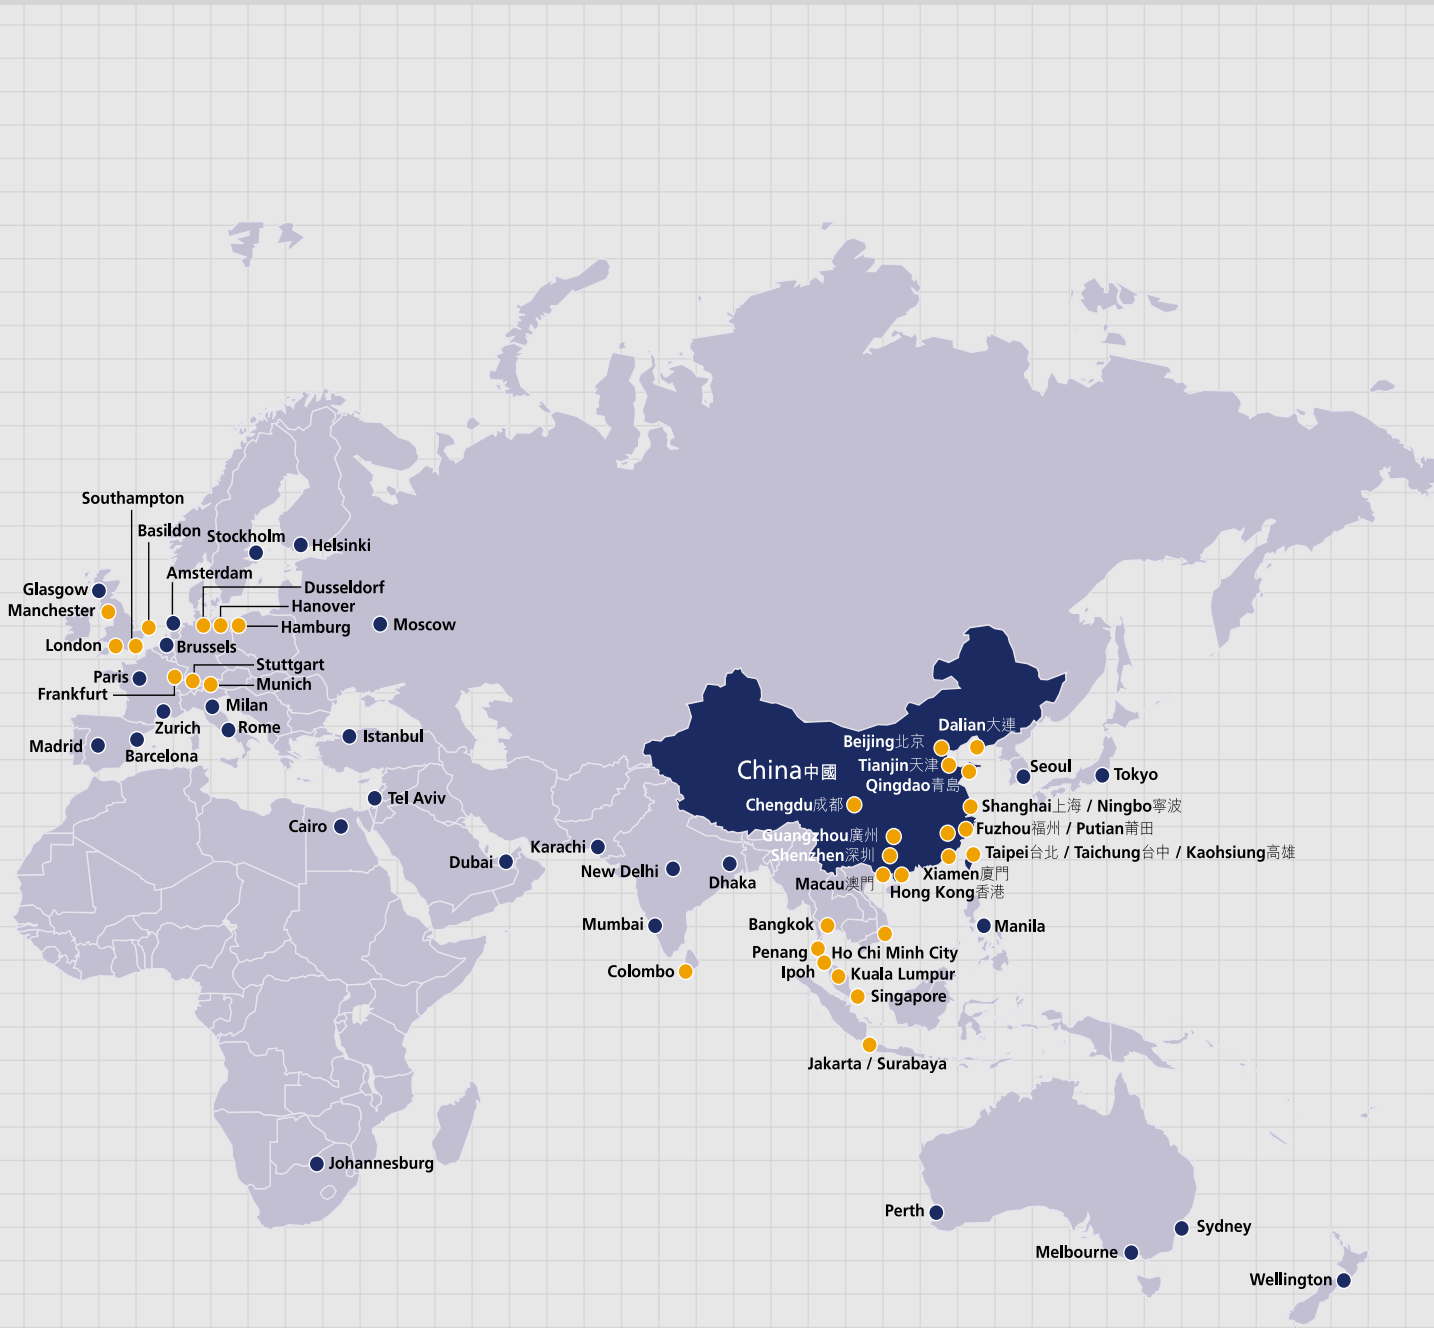 Southampton
Basildon
Stockholm
Helsinki
Amsterdam
Glasgow
Dusseldorf
Manchester
Hanover
Hamburg
Moscow
London
Brussels
Stuttgart
Paris
Munich
Frankfurt
Milan
Zurich
Rome
Istanbul
Madrid
Barcelona
Tel Aviv
Cairo
Dubai
Karachi
New Delhi
Dhaka
Mumbai
Colombo
Johannesburg
China中國
Dalian大連
Beijing北京
Tianjin天津
Qingdao青島
Seoul
Tokyo
Chengdu成都
Shanghai上海 / Ningbo寧波
Guangzhou廣州
Fuzhou福州 / Putian莆田
Shenzhen深圳
Taipei台北 / Taichung台中 / Kaohsiung高雄
Macau澳門
Xiamen廈門
Hong Kong香港
Bangkok
Manila
Penang
Ho Chi Minh City
Ipoh
Kuala Lumpur
Singapore
Jakarta / Surabaya
Perth
Sydney
Melbourne
Wellington